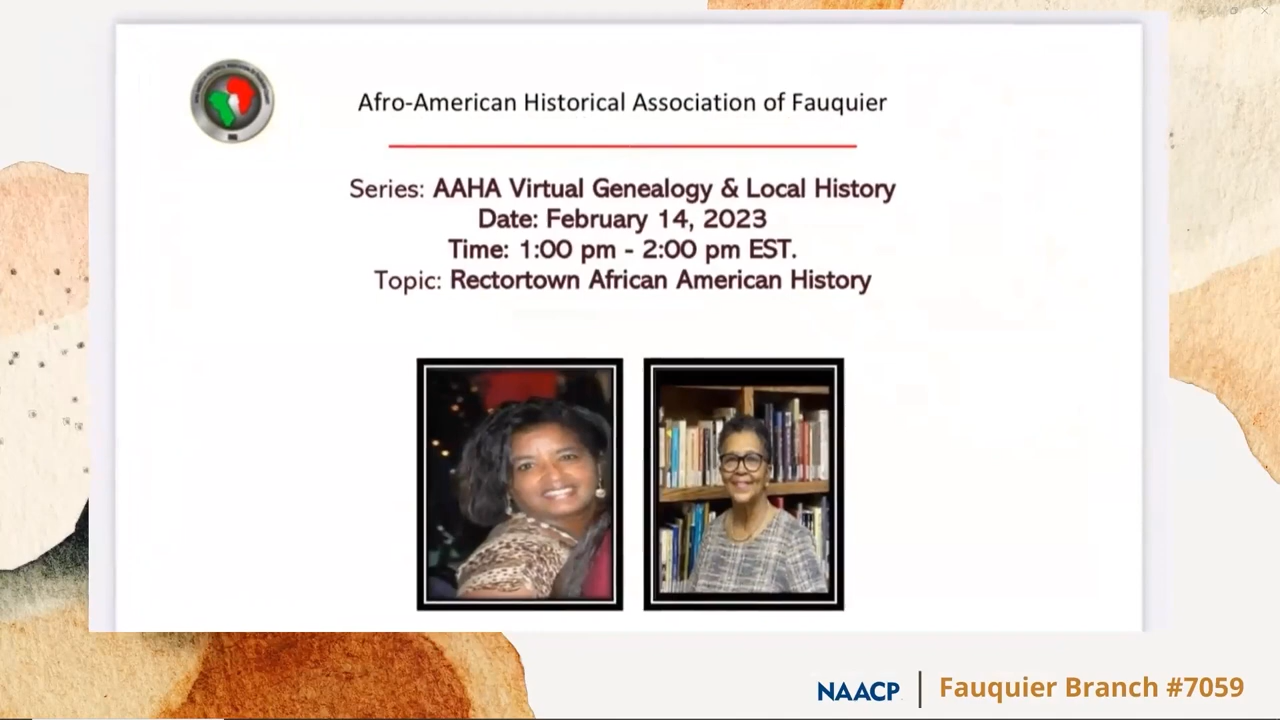 Afro-American Historical Association of Fauquier
Series: AAHA Virtual Genealogy & Local History
Date: February 14, 2023
Time: 1:00 pm - 2:00 pm EST.
Topic: Rectortown African American History
NAACP | Fauquier Branch #7059